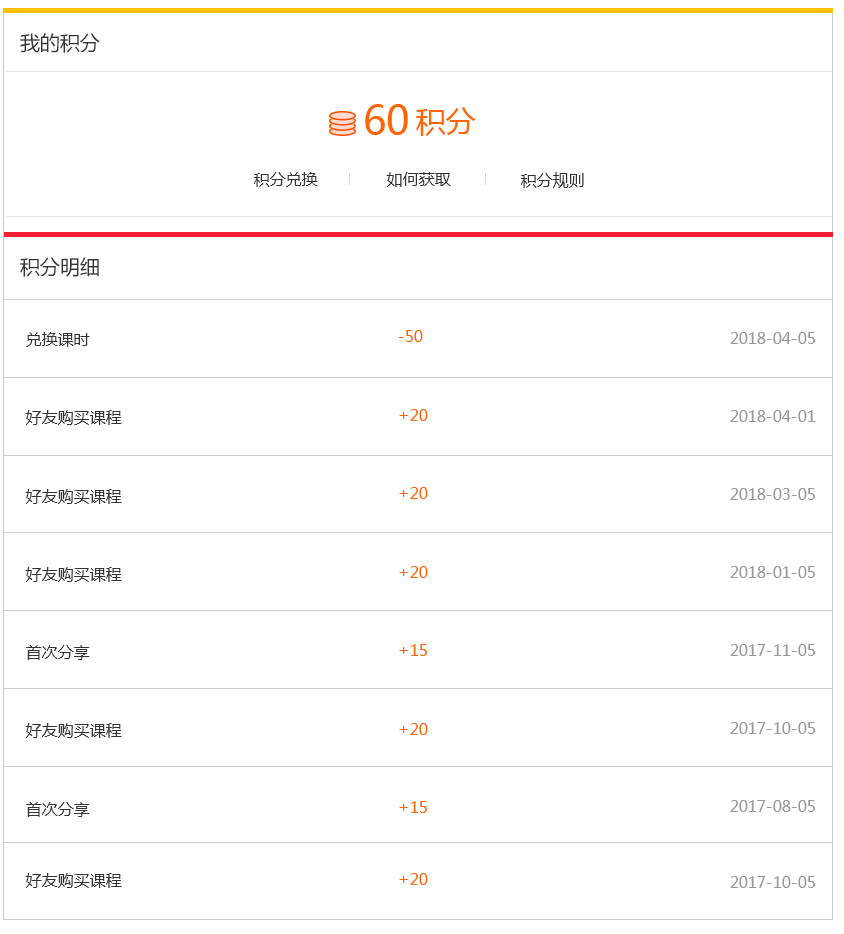 我的积分
60 积分
积分兑换 如何获取 积分规则
积分明细
兑换课时 -50 2018-04-05
好友购买课程 +20 2018-04-01
好友购买课程 +20 2018-03-05
好友购买课程 +20 2018-01-05
首次分享 +15 2017-11-05
好友购买课程 +20 2017-10-05
首次分享 +15 2017-08-05
好友购买课程 +20 2017-10-05